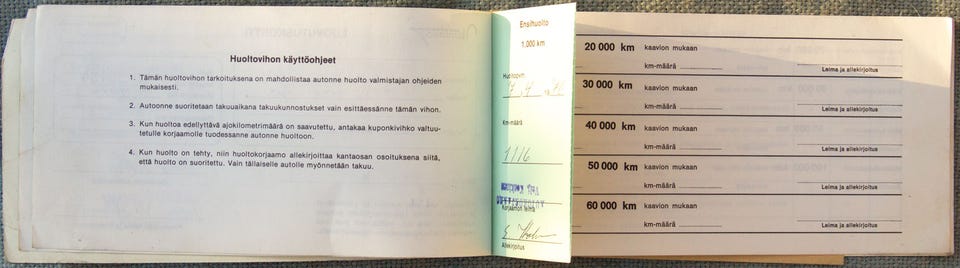 Huoltovihon käyttöohjeet
1. Tämän huoltovihon tarkoituksena on mahdollistaa autonne huolto valmistajan ohjeiden
mukaisesti.
2. Autoonne suoritetaan takuuaikana takuukunnostukset vain esittäessänne tämän vihon.
3. Kun huoltoa edellyttävä ajokilometrimäärä on saavutettu, antakaa kuponkivihko valtuu-
tetulle korjaamolle tuodessanne autonne huoltoon.
4. Kun huolto on tehty, niin huoltokorjaamo allekirjoittaa kantaosan osoituksena siitä,
että huolto on suoritettu. Vain tällaiselle autolle myönnetään takuu.
Ensihuolto
1.000 km
Huoltopvm
Km-määrä
1116
Korjaamon leima
Allekirjoitus
20 000 km kaavion mukaan
km-määrä
Leima ja allekirjoitus
30 000 km kaavion mukaan
km-määrä
Leima ja allekirjoitus
40 000 km kaavion mukaan
km-määrä
Leima ja allekirjoitus
50 000 km kaavion mukaan
km-määrä
Leima ja allekirjoitus
60 000 km kaavion mukaan
km-määrä
Leima ja allekirjoitus